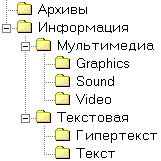 Архивы
Информация
Мультимедиа
Graphics
Sound
Video
Текстовая
Гипертекст
Текст